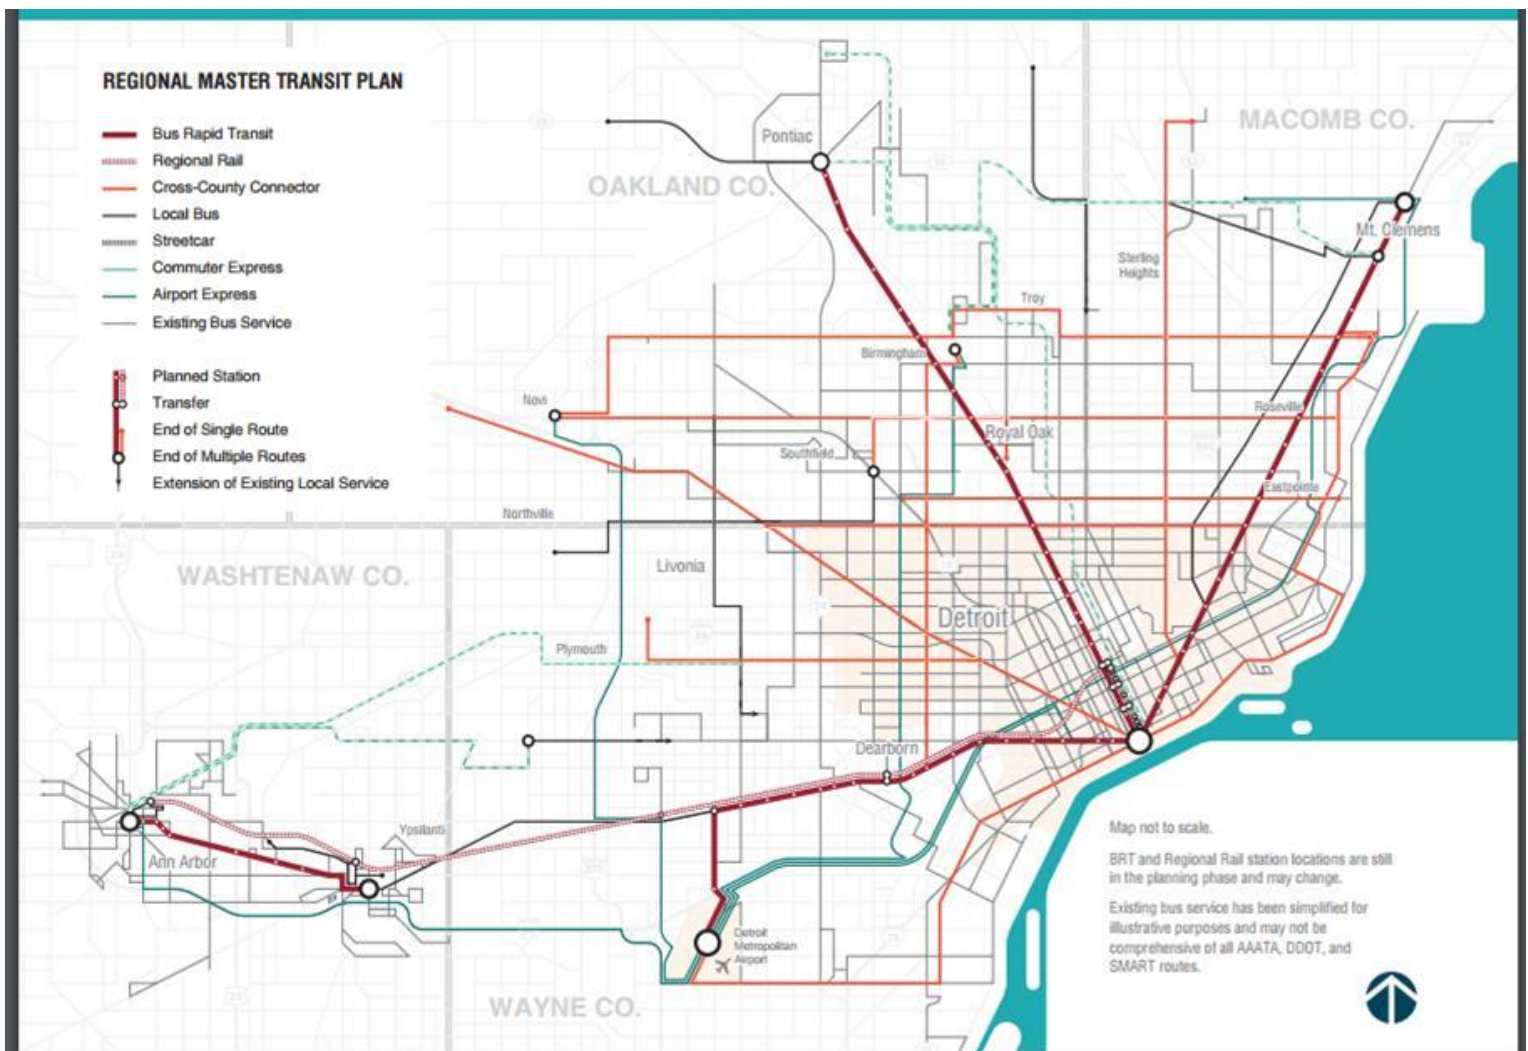 REGIONAL MASTER TRANSIT PLAN
Bus Rapid Transit
Regional Rail
Cross-County Connector
Local Bus
Streetcar
Commuter Express
Airport Express
Existing Bus Service
Planned Station
Transfer
End of Single Route
End of Multiple Routes
Extension of Existing Local Service
MACOMB CO.
Pontiac
OAKLAND CO.
Mt. Clemens
Sterling
Heights
Troy
Birmingham
Novi
Roseville
Royal Oak
Southfield
Eastpointe
Northville
Livonia
WASHTENAW CO.
Detroit
Plymouth
Dearborn
Ypsilanti
Ann Arbor
Detroit
Metropolitan
Airport
WAYNE CO.
Map not to scale.
BRT and Regional Rail station locations are still
in the planning phase and may change.
Existing bus service has been simplified for
illustrative purposes and may not be
comprehensive of all AAATA, DDOT, and
SMART routes.